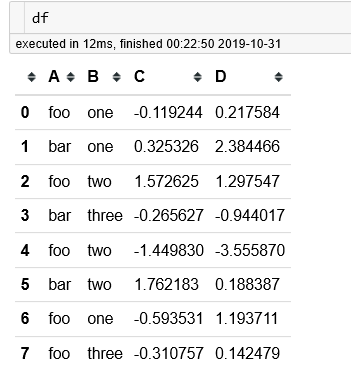 df
executed in 12ms, finished 00:22:50 2019-10-31
A B C D
0 foo one -0.119244 0.217584
1 bar one 0.325326 2.384466
2 foo two 1.572625 1.297547
3 bar three -0.265627 -0.944017
4 foo two -1.449830 -3.555870
5 bar two 1.762183 0.188387
6 foo one -0.593531 1.193711
7 foo three -0.310757 0.142479